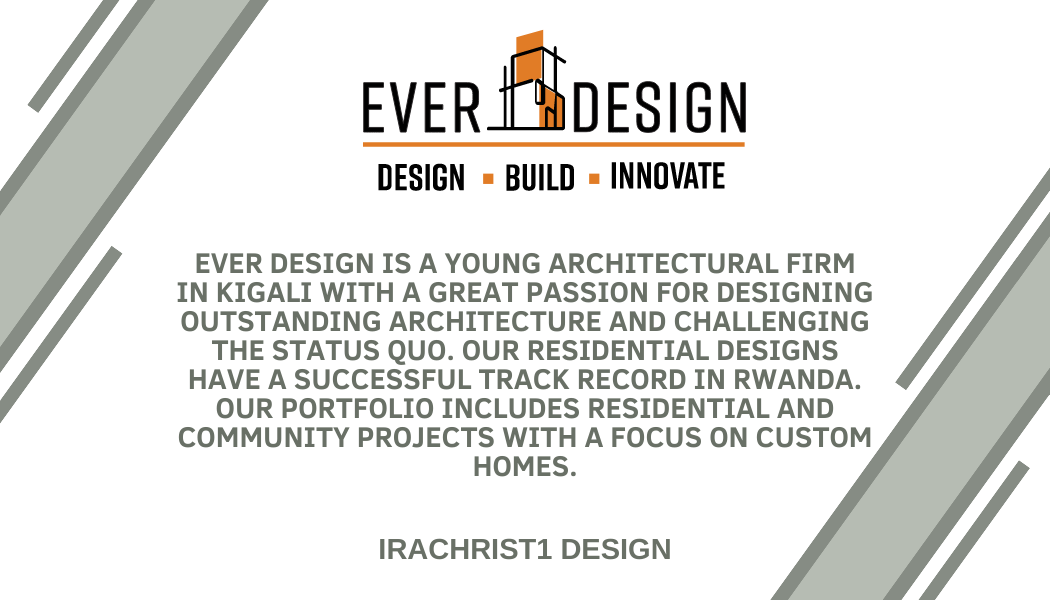 EVER DESIGN
DESIGN ▪ BUILD ▪ INNOVATE
EVER DESIGN IS A YOUNG ARCHITECTURAL FIRM
IN KIGALI WITH A GREAT PASSION FOR DESIGNING
OUTSTANDING ARCHITECTURE AND CHALLENGING
THE STATUS QUO. OUR RESIDENTIAL DESIGNS
HAVE A SUCCESSFUL TRACK RECORD IN RWANDA.
OUR PORTFOLIO INCLUDES RESIDENTIAL AND
COMMUNITY PROJECTS WITH A FOCUS ON CUSTOM
HOMES.
IRACHRIST1 DESIGN